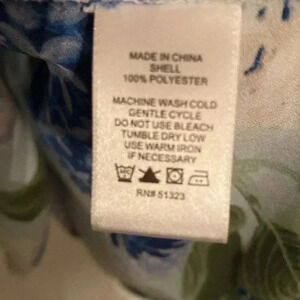 MADE IN CHINA
SHELL
100% POLYESTER
MACHINE WASH COLD
GENTLE CYCLE
DO NOT USE BLEACH
TUMBLE DRY LOW
USE WARM IRON
IF NECESSARY
RN# 51323